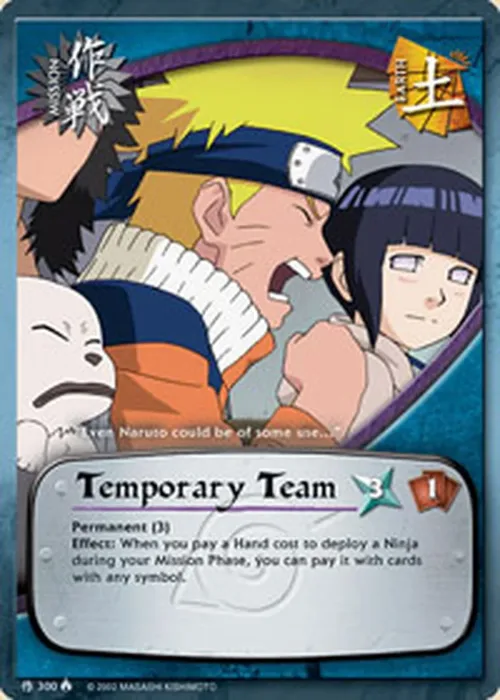 MISSION
作戦
EARTH
土
"Even Naruto could be of some use..."
Temporary Team 3 1
Permanent (3)
Effect: When you pay a Hand cost to deploy a Ninja
during your Mission Phase, you can pay it with cards
with any symbol.
300 © 2002 MASASHI KISHIMOTO